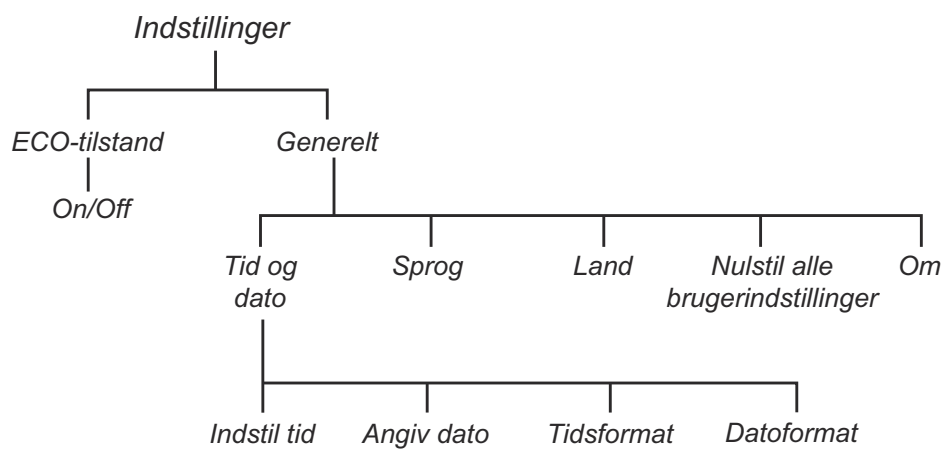 Indstillinger
ECO-tilstand
Generelt
On/Off
Tid og
dato
Sprog
Land
Nulstil alle
brugerindstillinger
Om
Indstil tid
Angiv dato
Tidsformat
Datoformat